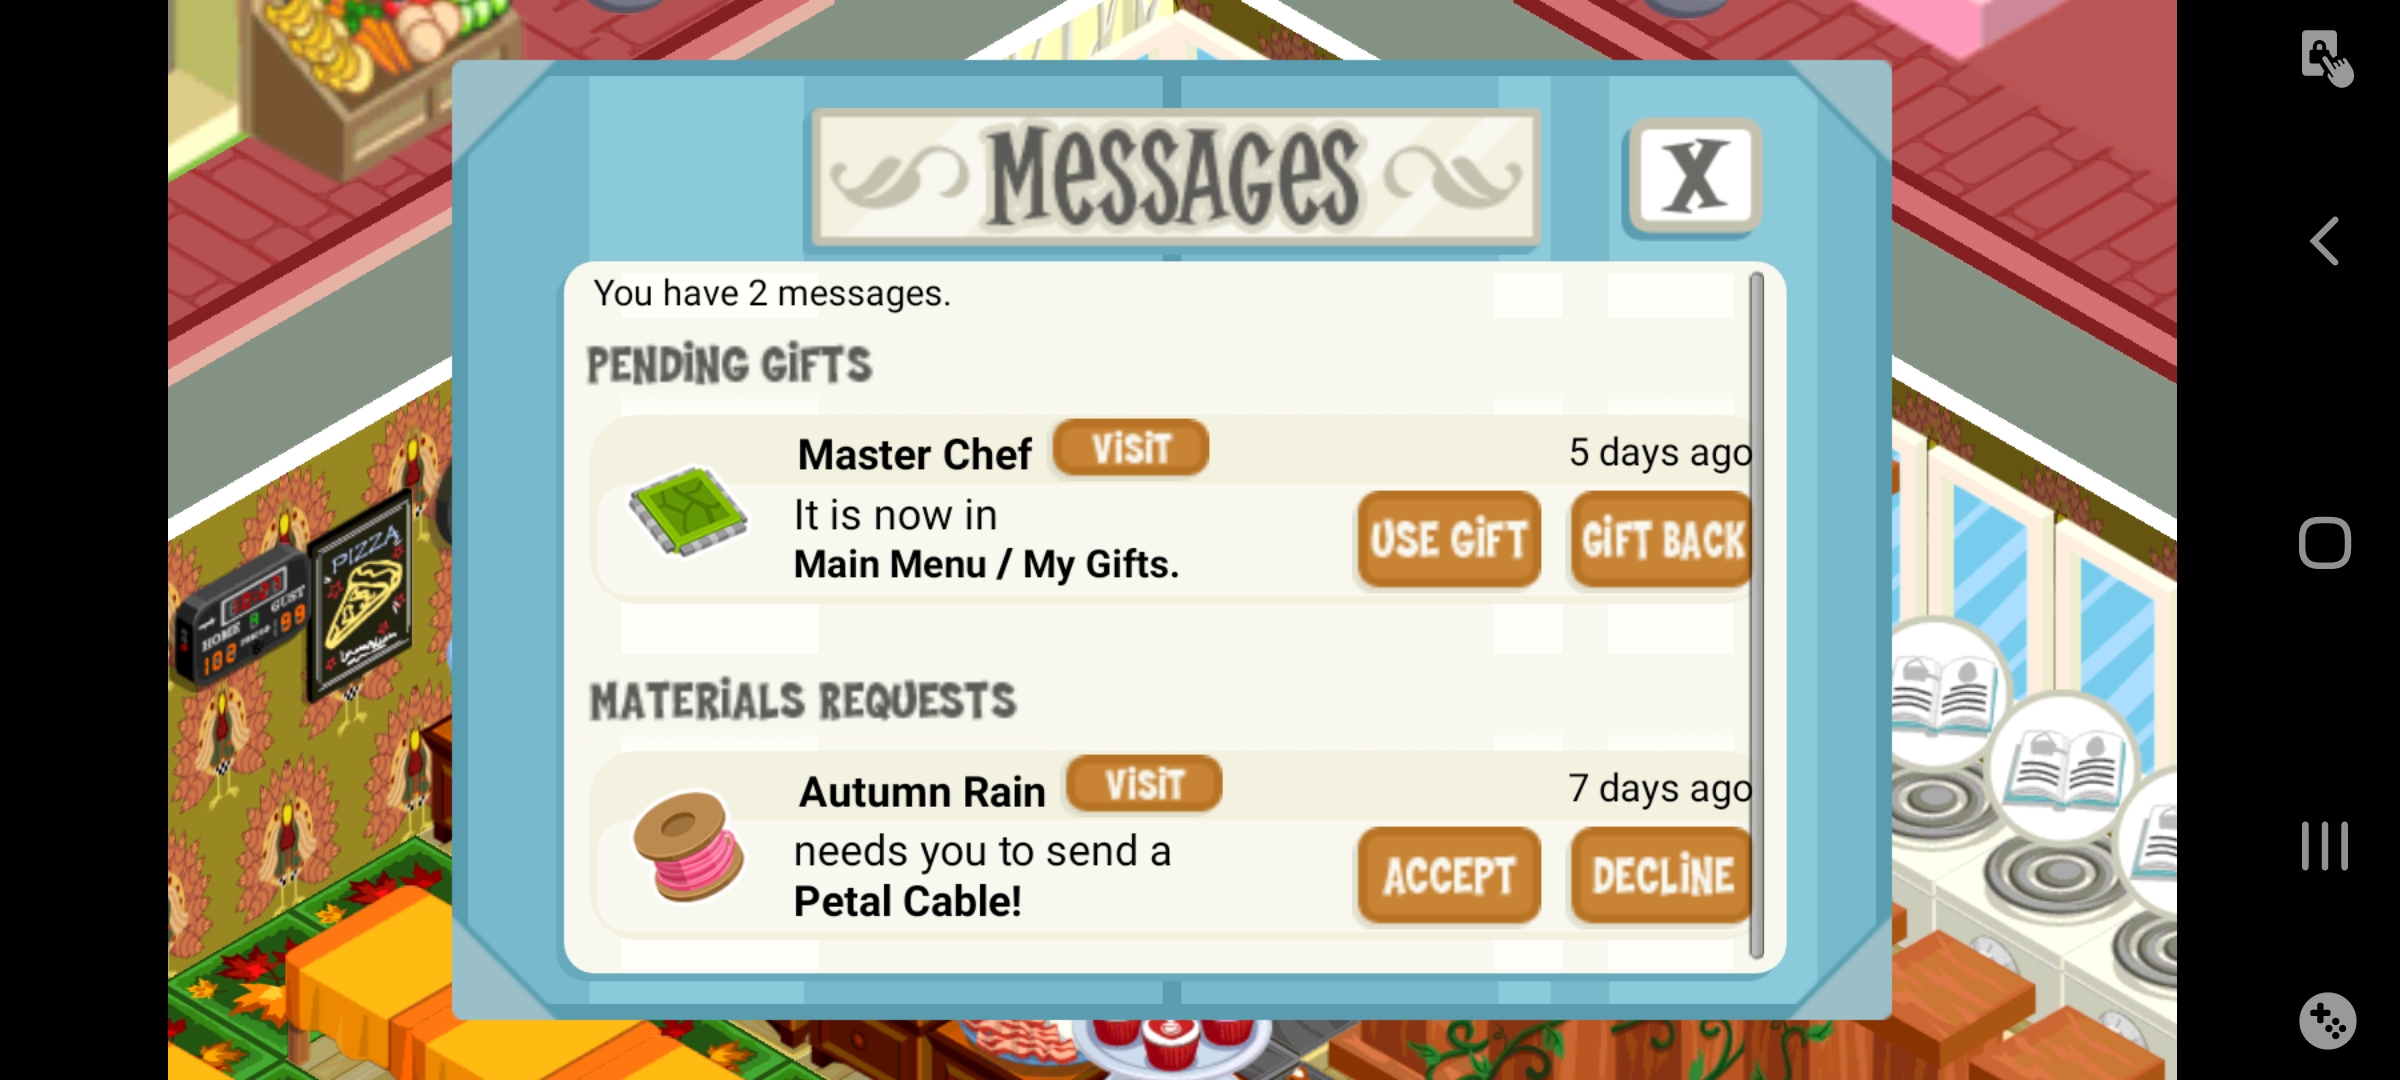 MESSAGES
X
You have 2 messages.
PENDING GIFTS
Master Chef VISIT 5 days ago
It is now in
Main Menu / My Gifts.
USE GIFT GIFT BACK
MATERIALS REQUESTS
Autumn Rain VISIT 7 days ago
needs you to send a
Petal Cable!
ACCEPT DECLINE
PIZZA
HOME
GUST
102
99